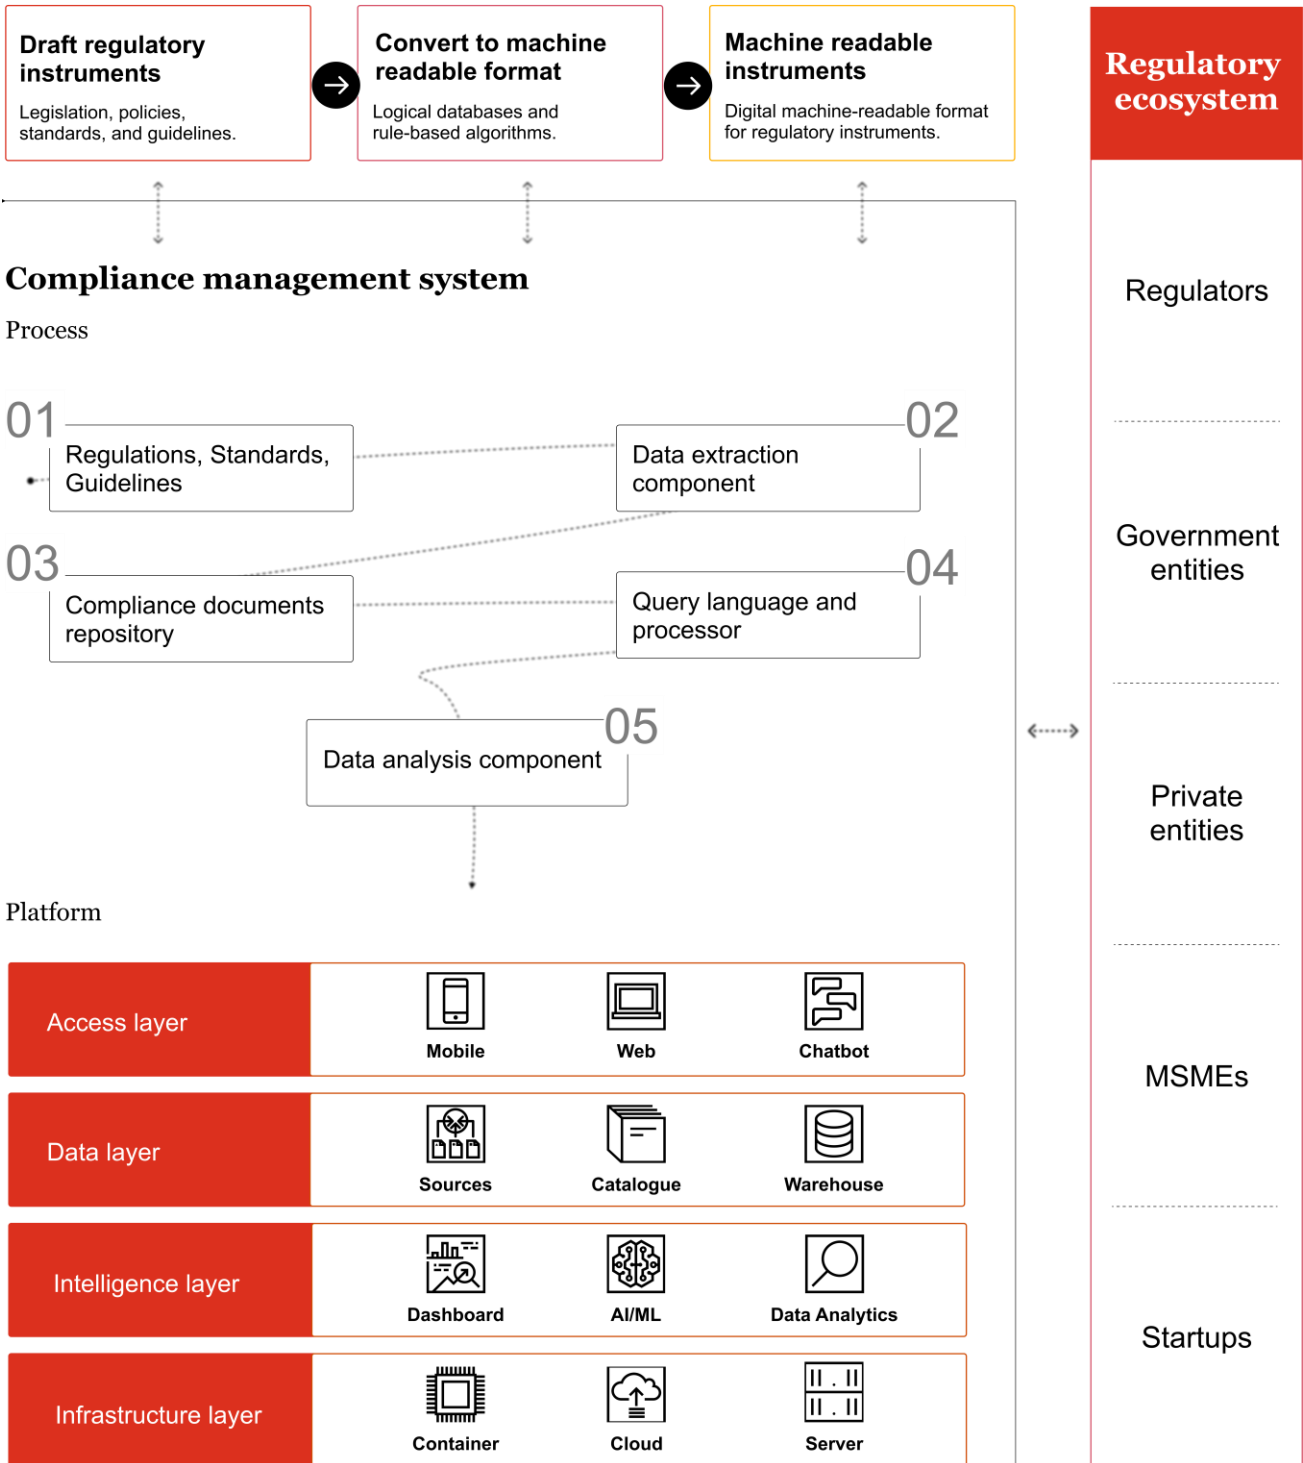 Draft regulatory
instruments
Legislation, policies,
standards, and guidelines.
Convert to machine
readable format
Logical databases and
rule-based algorithms.
Machine readable
instruments
Digital machine-readable format
for regulatory instruments.
Regulatory
ecosystem
Regulators
Government
entities
Private
entities
MSMEs
Startups
Compliance management system
Process
01
Regulations, Standards,
Guidelines
02
Data extraction
component
03
Compliance documents
repository
04
Query language and
processor
05
Data analysis component
Platform
Access layer
Mobile
Web
Chatbot
Data layer
Sources
Catalogue
Warehouse
Intelligence layer
Dashboard
AI/ML
Data Analytics
Infrastructure layer
Container
Cloud
Server